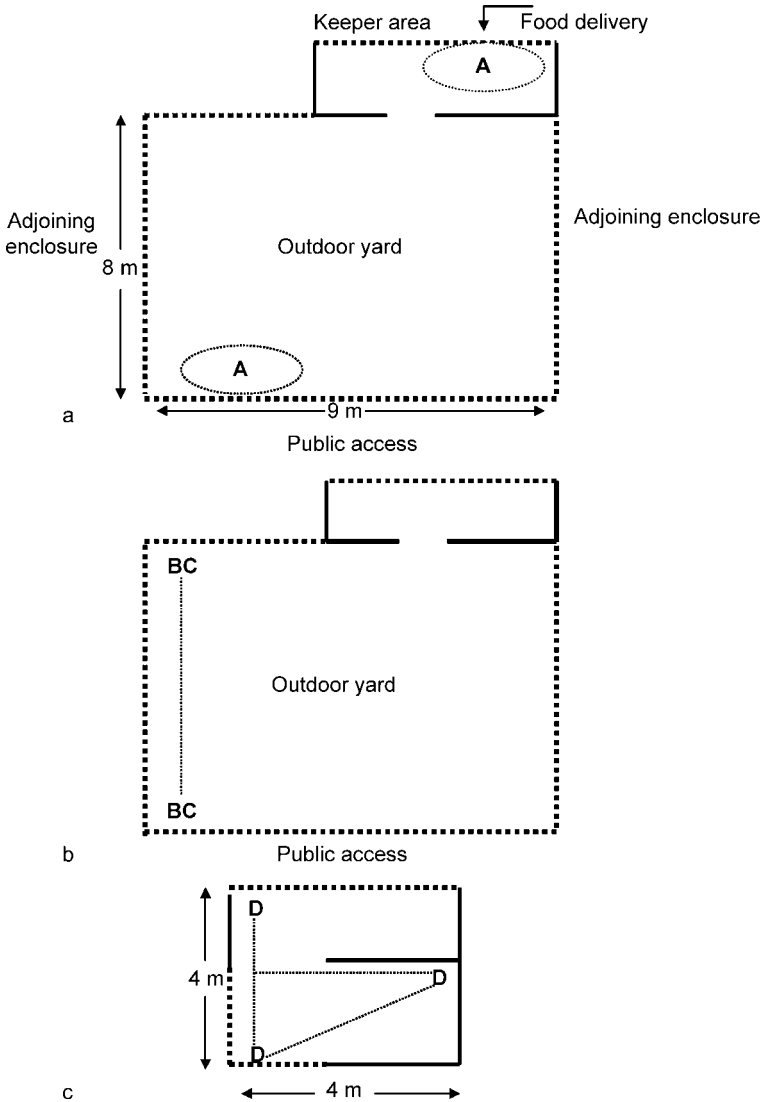 Keeper area
Food delivery
A
Adjoining
enclosure
Adjoining enclosure
8 m
Outdoor yard
A
9 m
a
Public access
BC
Outdoor yard
BC
b
Public access
D
4 m
D
D
c
4 m